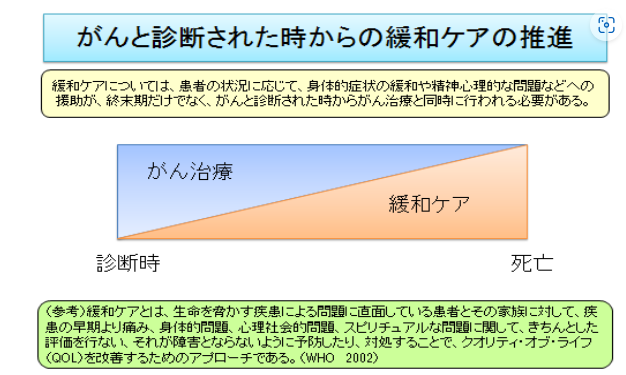 がんと診断された時からの緩和ケアの推進
緩和ケアについては、患者の状況に応じて、身体的症状の緩和や精神心理的な問題などへの
援助が、終末期だけでなく、がんと診断された時からがん治療と同時に行われる必要がある。
がん治療
緩和ケア
診断時
死亡
(参考)緩和ケアとは、生命を脅かす疾患による問題に直面している患者とその家族に対して、疾
患の早期より痛み、身体的問題、心理社会的問題、スピリチュアルな問題に関して、きちんとした
評価を行ない、それが障害とならないように予防したり、対処することで、クオリティ・オブ・ライフ
(QOL)を改善するためのアプローチである。(WHO 2002)